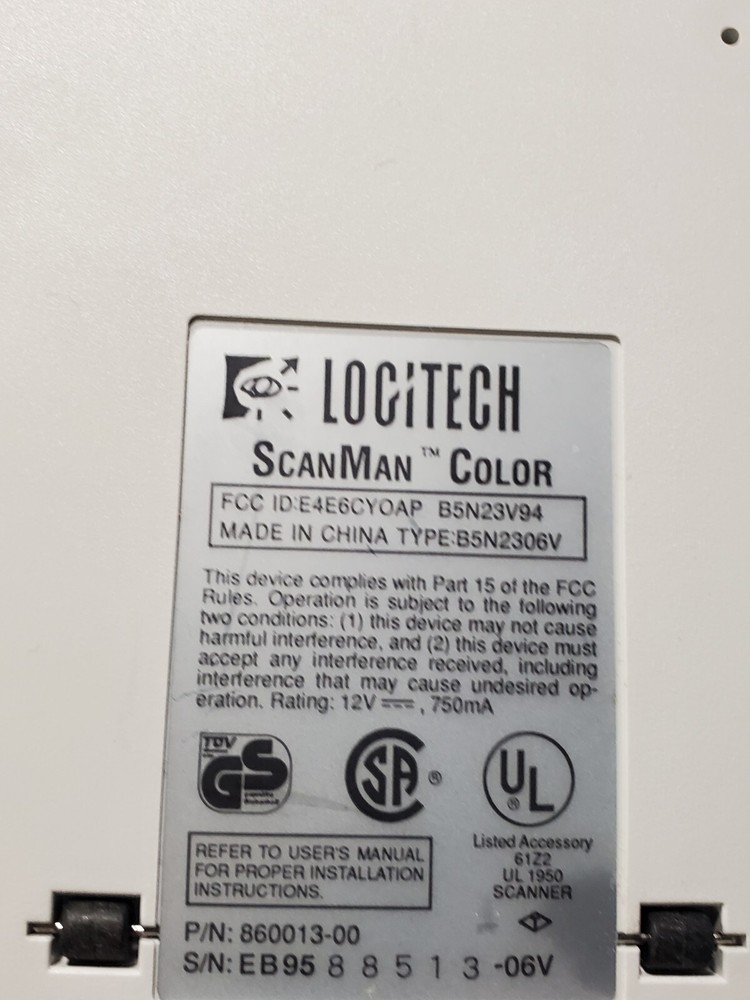 LOGITECH
SCANMAN™ COLOR
FCC ID:E4E6CYOAP B5N23V94
MADE IN CHINA TYPE:B5N2306V
This device complies with Part 15 of the FCC
Rules. Operation is subject to the following
two conditions: (1) this device may not cause
harmful interference, and (2) this device must
accept any interference received, including
interference that may cause undesired op-
eration. Rating: 12V ⎓, 750mA
TÜV
GS
SA®
UL®
Listed Accessory
61Z2
UL 1950
SCANNER
REFER TO USER'S MANUAL
FOR PROPER INSTALLATION
INSTRUCTIONS.
P/N: 860013-00
S/N: EB95 8 8 5 1 3 -06V